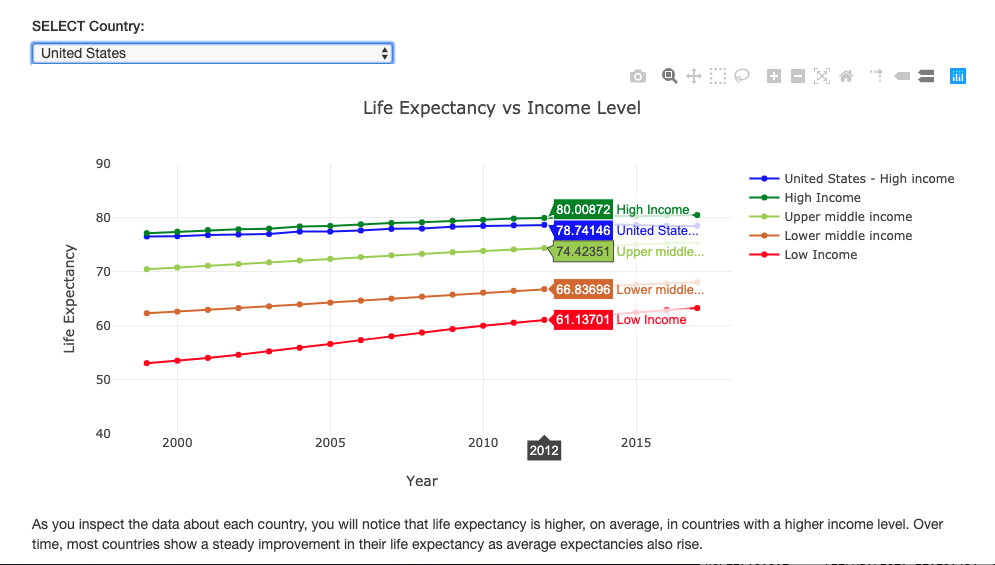 SELECT Country:
United States
Life Expectancy vs Income Level
90
80
70
60
50
40
Life Expectancy
2000
2005
2010
2015
2012
Year
80.00872 High Income
78.74146 United State...
74.42351 Upper middle...
66.83696 Lower middle...
61.13701 Low Income
United States - High income
High Income
Upper middle income
Lower middle income
Low Income
As you inspect the data about each country, you will notice that life expectancy is higher, on average, in countries with a higher income level. Over
time, most countries show a steady improvement in their life expectancy as average expectancies also rise.